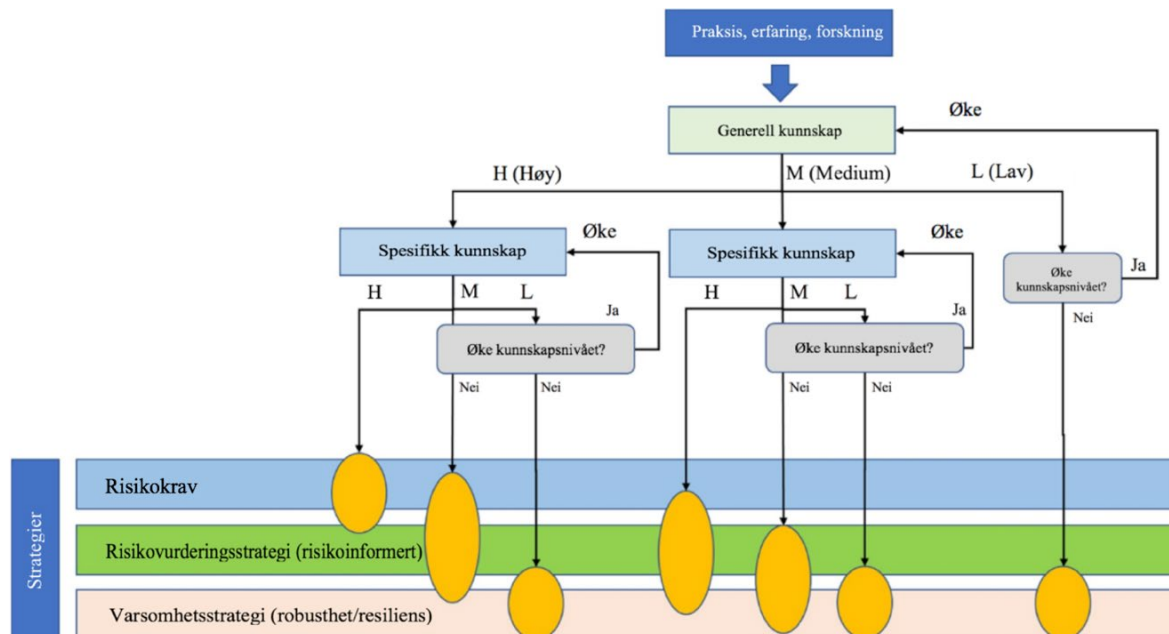 Praksis, erfaring, forskning
Øke
Generell kunnskap
H (Høy)
M (Medium)
L (Lav)
Øke
Øke
Spesifikk kunnskap
Spesifikk kunnskap
Øke
kunnskapsnivået?
Ja
H
M
L
Ja
H
M
L
Ja
Nei
Øke kunnskapsnivået?
Øke kunnskapsnivået?
Nei
Nei
Nei
Nei
Strategier
Risikokrav
Risikovurderingsstrategi (risikoinformert)
Varsomhetsstrategi (robusthet/resiliens)